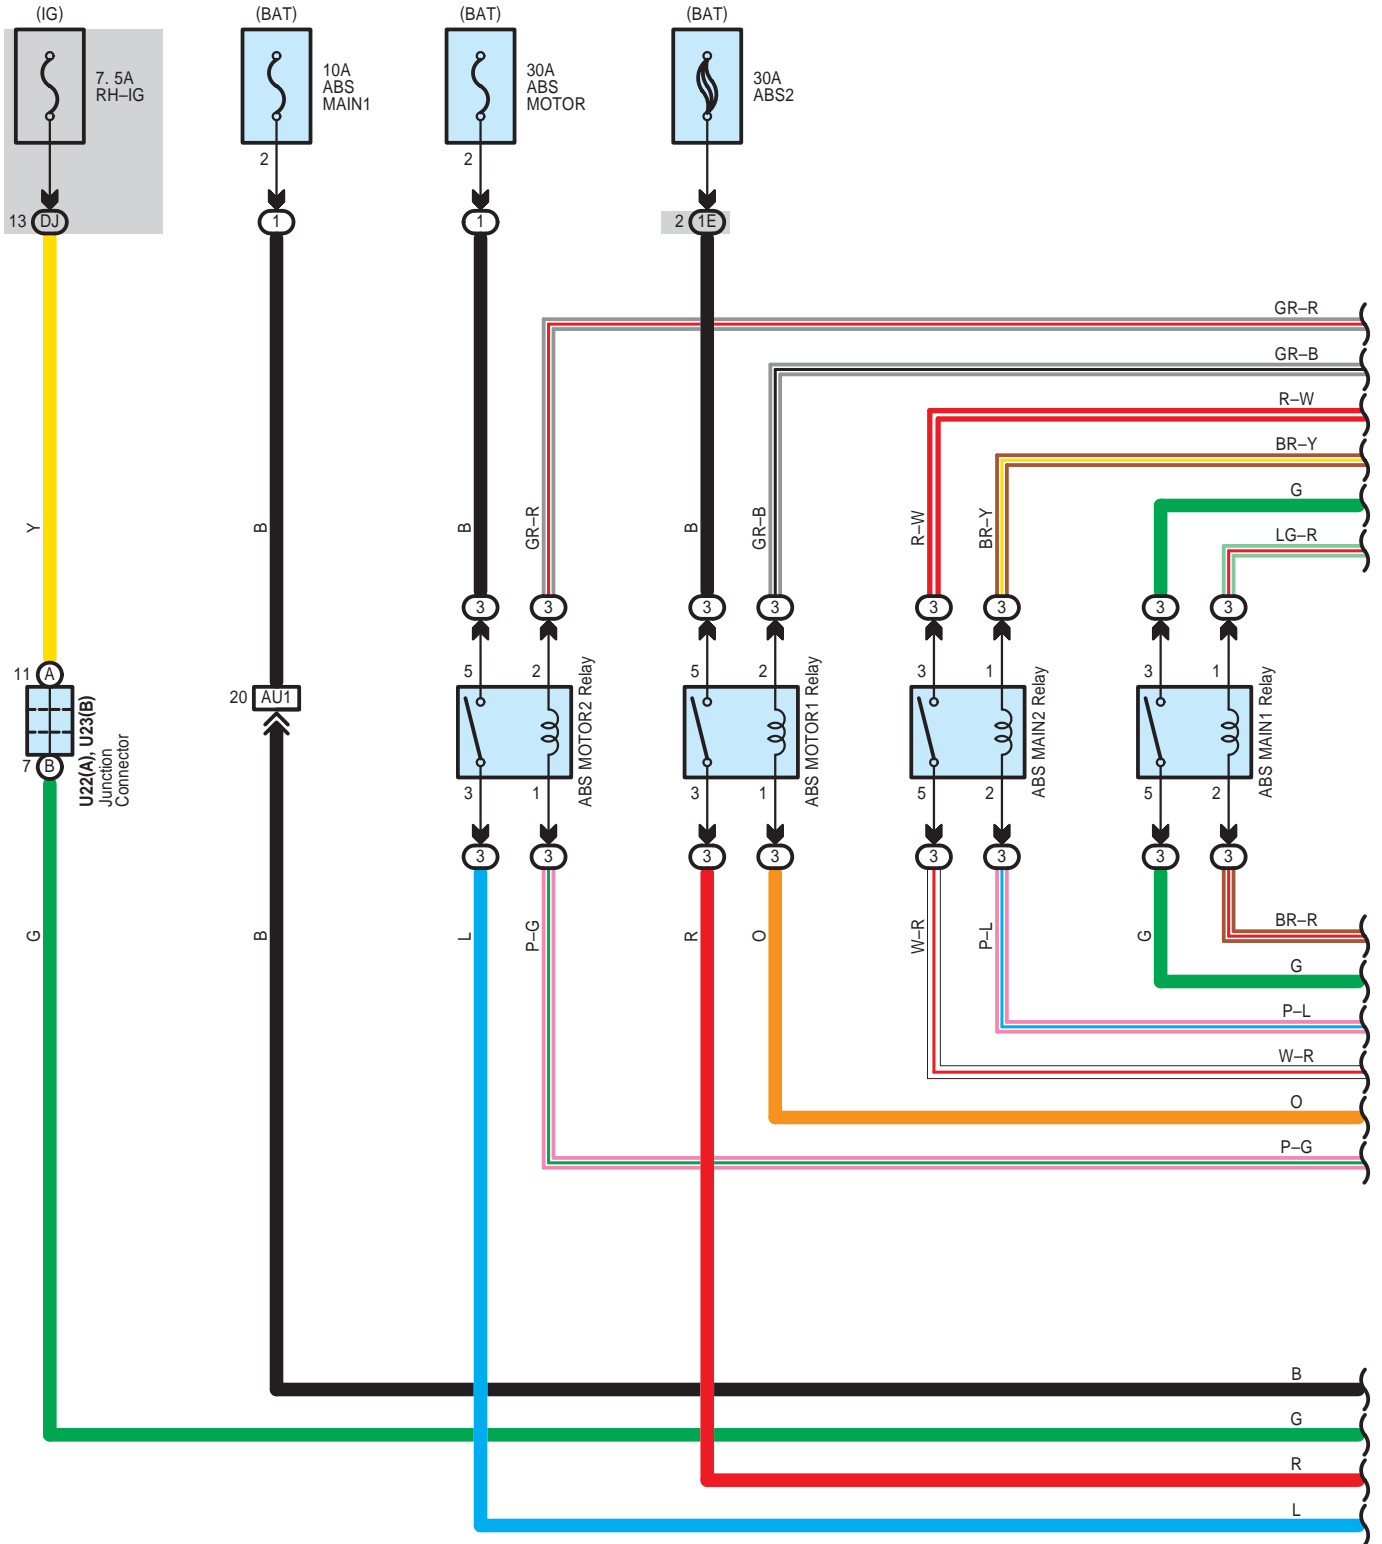 (IG)
(BAT)
(BAT)
(BAT)
7. 5A
RH–IG
10A
ABS
MAIN1
30A
ABS
MOTOR
30A
ABS2
2
2
13 DJ
1
1
2 1E
GR–R
GR–B
R–W
BR–Y
G
LG–R
Y
B
B
GR–R
B
GR–B
R–W
BR–Y
3
3
3
3
3
3
3
3
11 A
5
2
5
2
3
1
3
1
20 AU1
U22(A), U23(B)
Junction
Connector
ABS MOTOR2 Relay
ABS MOTOR1 Relay
ABS MAIN2 Relay
ABS MAIN1 Relay
7 B
3
1
3
1
5
2
5
2
3
3
3
3
3
3
3
3
G
B
L
P–G
R
O
W–R
P–L
G
BR–R
G
P–L
W–R
O
P–G
B
G
R
L